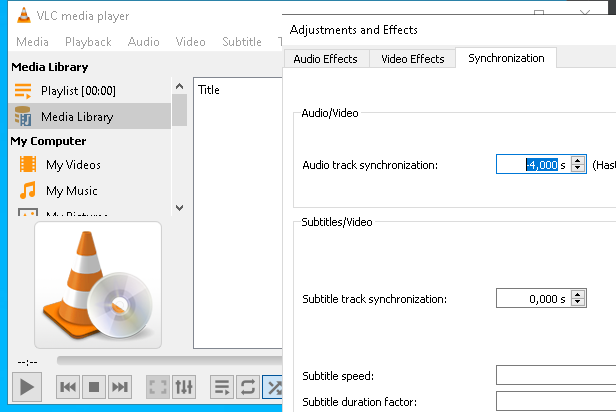 VLC media player
Media Playback Audio Video Subtitle
Media Library
Playlist [00:00]
Media Library
My Computer
My Videos
My Music
My Pictures
Title
--:--
Adjustments and Effects
Audio Effects Video Effects Synchronization
Audio/Video
Audio track synchronization: -4,000 s (Hast
Subtitles/Video
Subtitle track synchronization: 0,000 s
Subtitle speed:
Subtitle duration factor: